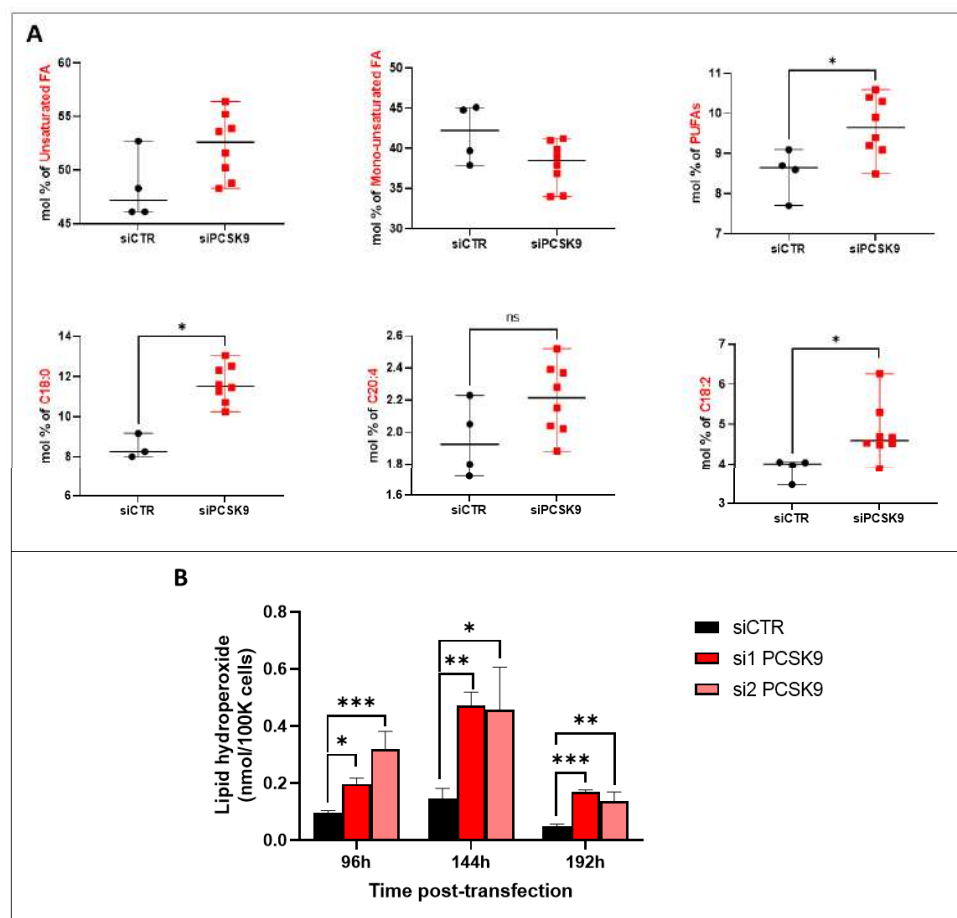 A
mol % of Unsaturated FA
60
55
50
45
siCTR
siPCSK9
mol % of Mono-unsaturated FA
50
45
40
35
30
siCTR
siPCSK9
mol % of PUFAs
11
10
9
8
7
*
siCTR
siPCSK9
mol % of C18:0
14
12
10
8
6
*
siCTR
siPCSK9
mol % of C20:4
2.6
2.4
2.2
2.0
1.8
1.6
ns
siCTR
siPCSK9
mol % of C18:2
7
6
5
4
3
*
siCTR
siPCSK9
B
Lipid hydroperoxide
(nmol/100K cells)
0.8
0.6
0.4
0.2
0.0
***
*
*
**
**
***
96h
144h
192h
Time post-transfection
siCTR
si1 PCSK9
si2 PCSK9